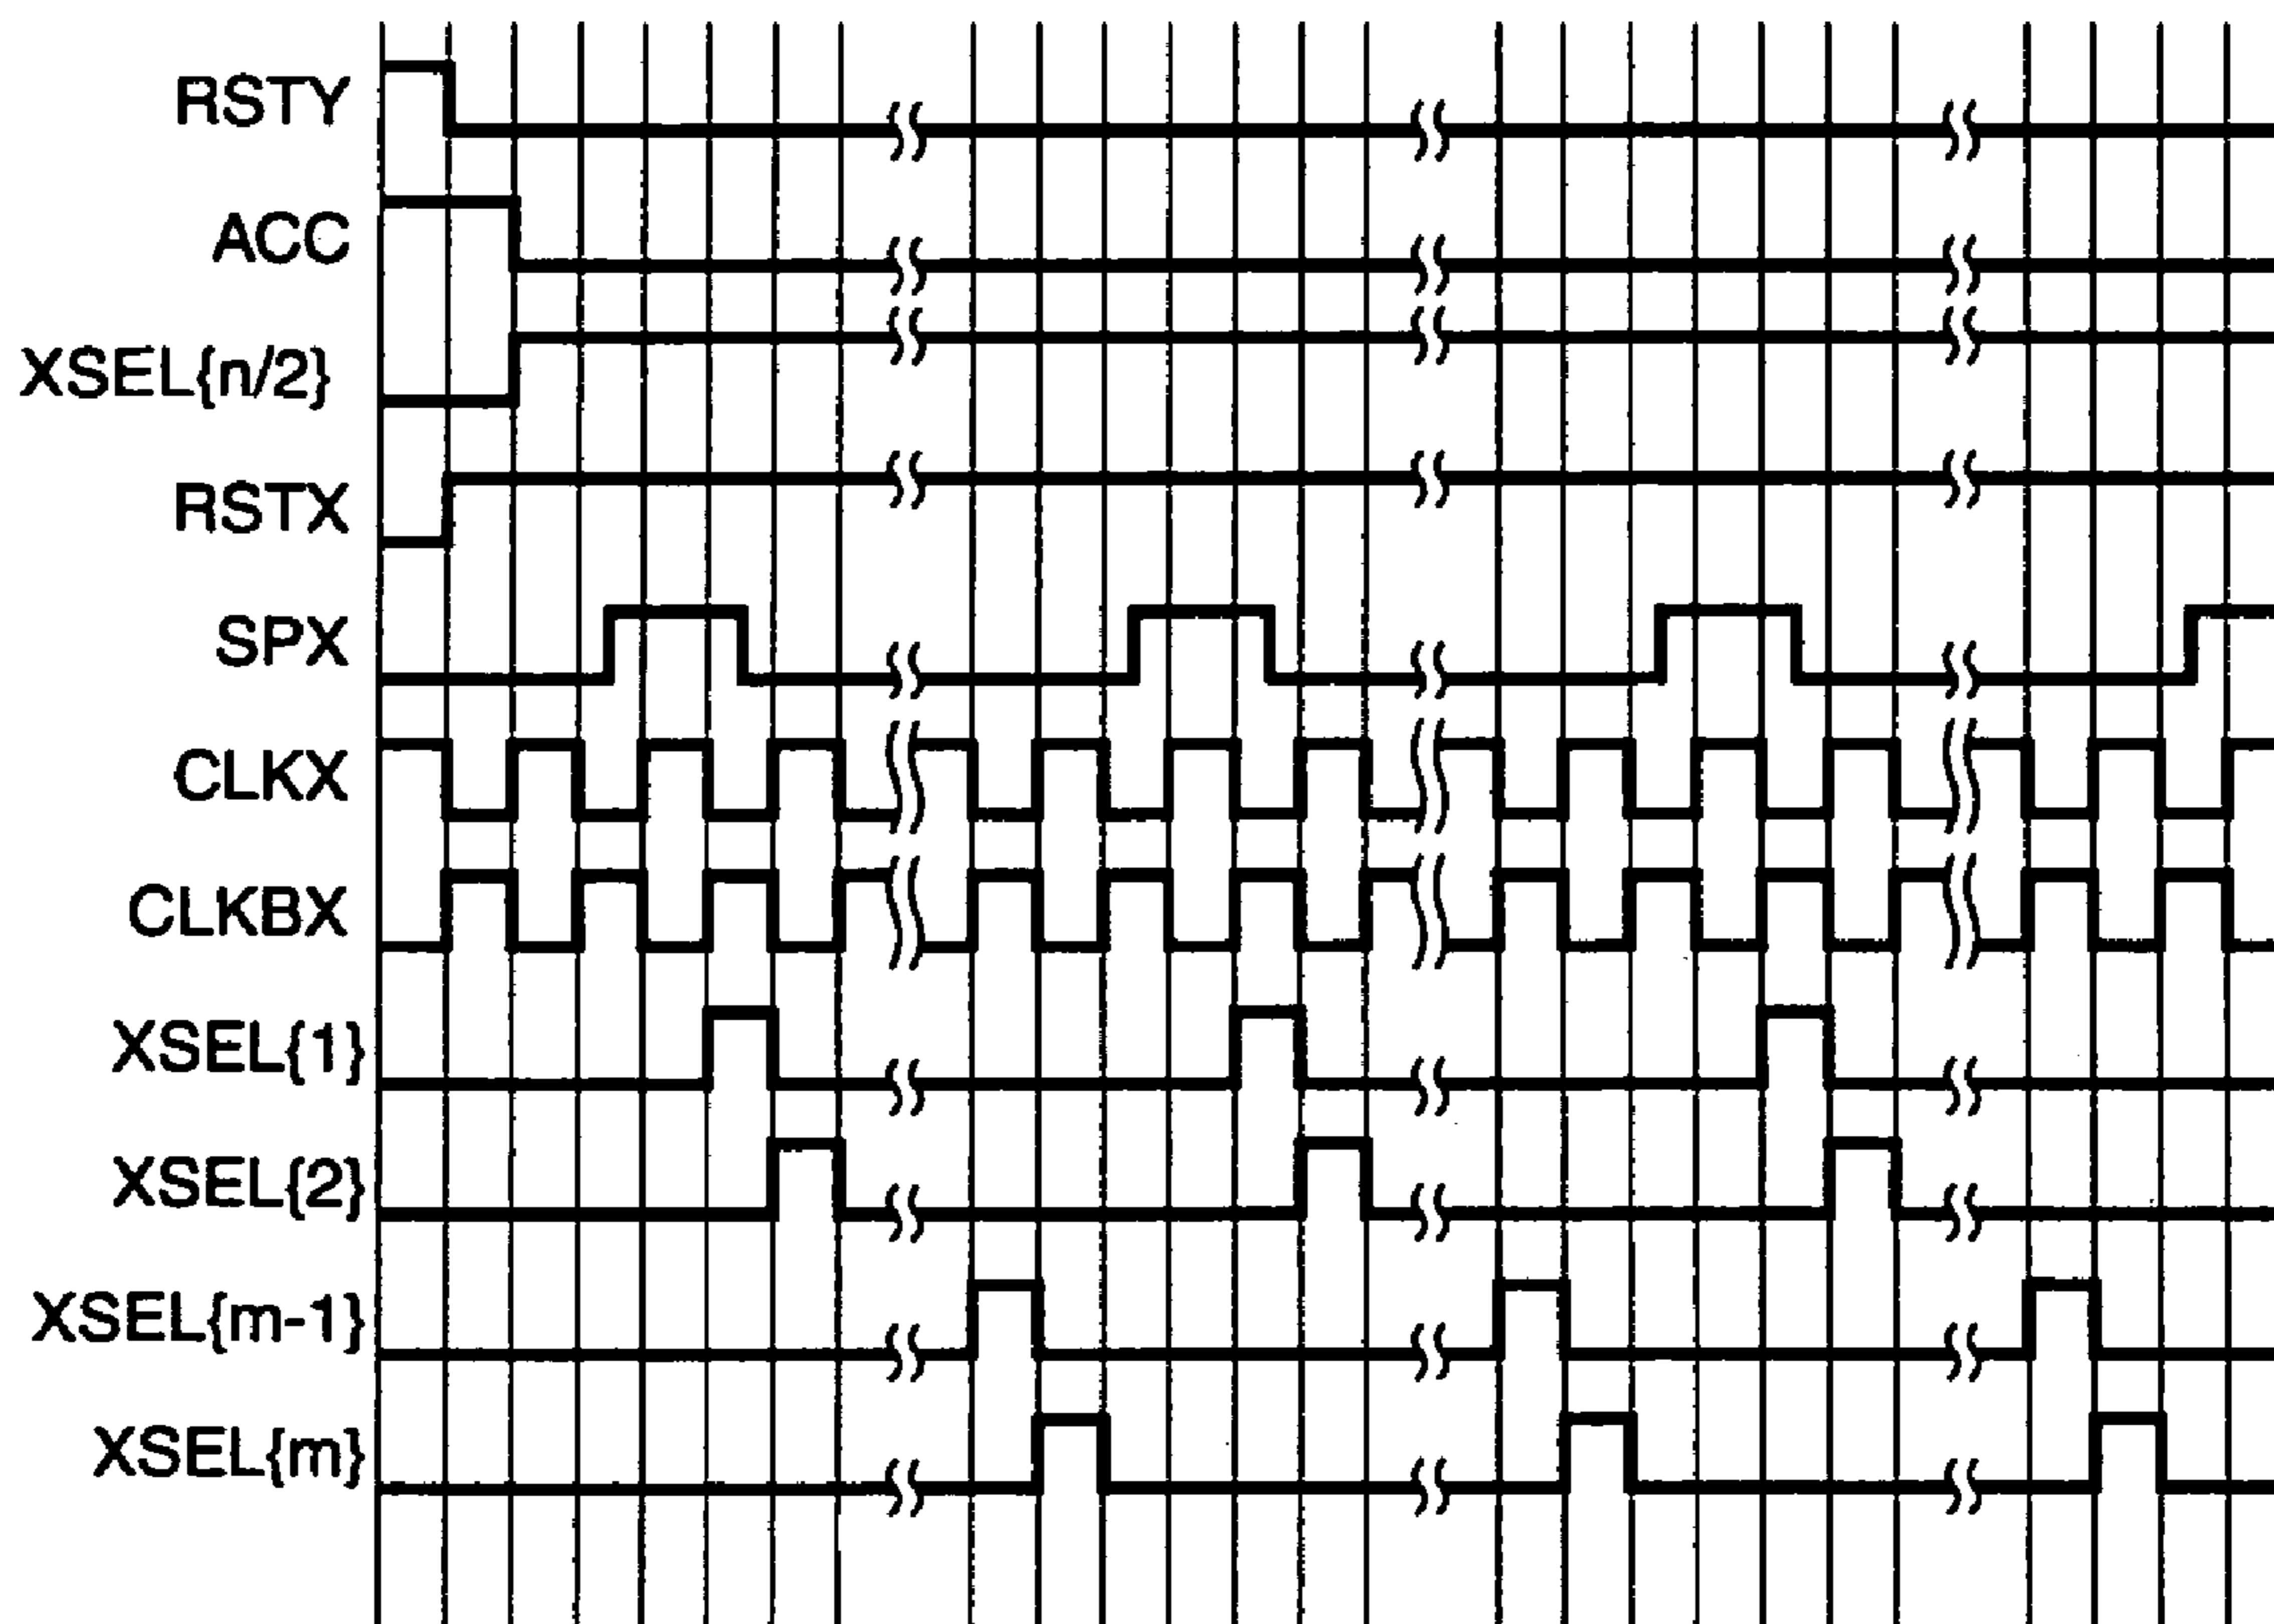 RSTY
ACC
XSEL{n/2}
RSTX
SPX
CLKX
CLKBX
XSEL{1}
XSEL{2}
XSEL{m-1}
XSEL{m}